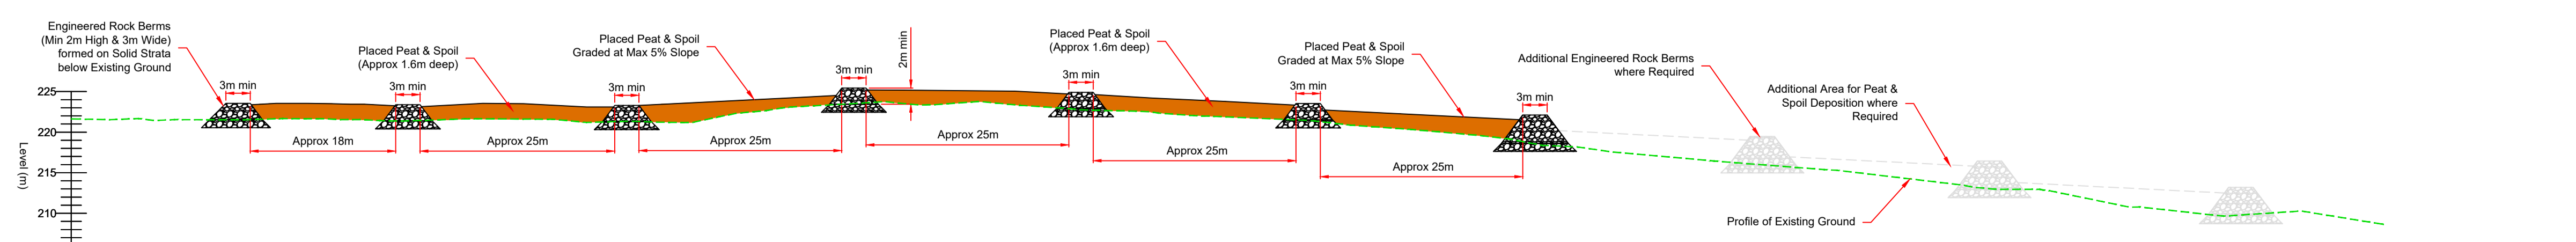 Engineered Rock Berms
(Min 2m High & 3m Wide)
formed on Solid Strata
below Existing Ground
3m min
Placed Peat & Spoil
(Approx 1.6m deep)
3m min
Placed Peat & Spoil
Graded at Max 5% Slope
3m min
3m min
2m min
Placed Peat & Spoil
(Approx 1.6m deep)
3m min
Placed Peat & Spoil
Graded at Max 5% Slope
3m min
3m min
Additional Engineered Rock Berms
where Required
Additional Area for Peat &
Spoil Deposition where
Required
225
220
215
210
Level (m)
Approx 18m
Approx 25m
Approx 25m
Approx 25m
Approx 25m
Approx 25m
Profile of Existing Ground